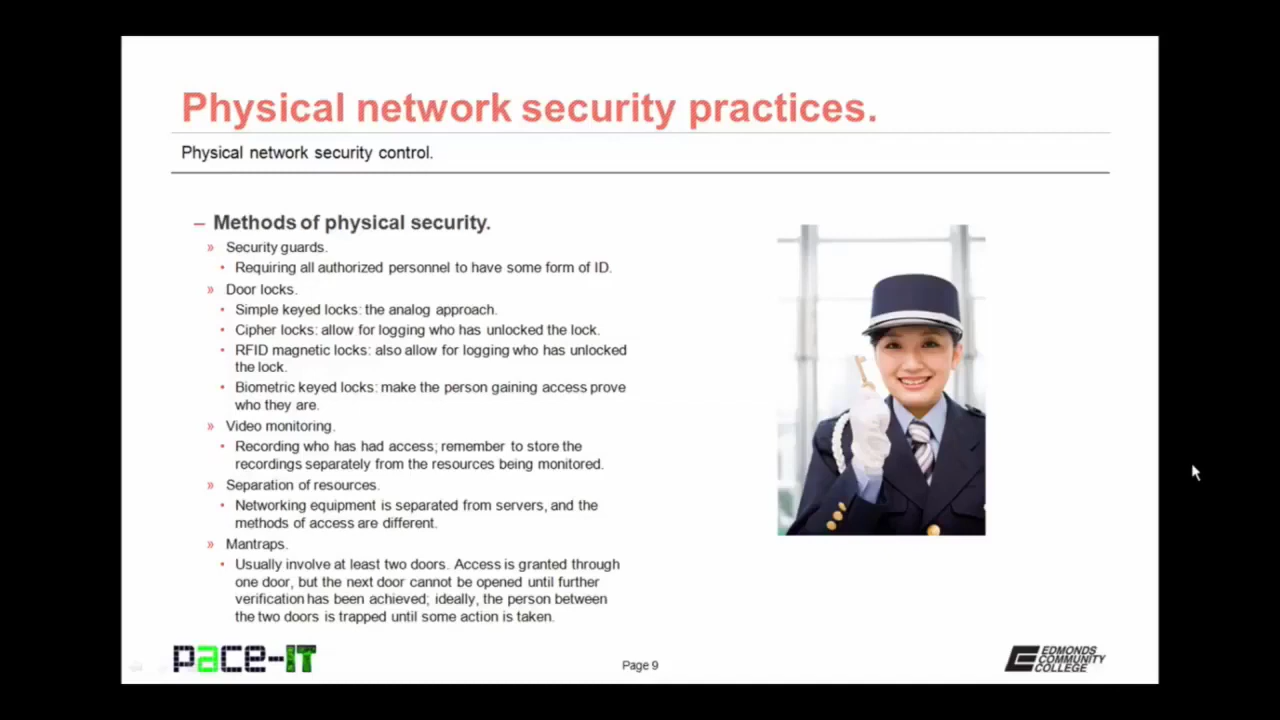 Physical network security practices.
Physical network security control.
– Methods of physical security.
» Security guards.
• Requiring all authorized personnel to have some form of ID.
» Door locks.
• Simple keyed locks: the analog approach.
• Cipher locks: allow for logging who has unlocked the lock.
• RFID magnetic locks: also allow for logging who has unlocked
the lock.
• Biometric keyed locks: make the person gaining access prove
who they are.
» Video monitoring.
• Recording who has had access; remember to store the
recordings separately from the resources being monitored.
» Separation of resources.
• Networking equipment is separated from servers, and the
methods of access are different.
» Mantraps.
• Usually involve at least two doors. Access is granted through
one door, but the next door cannot be opened until further
verification has been achieved; ideally, the person between
the two doors is trapped until some action is taken.
pace-IT
Page 9
EDMONDS
COMMUNITY
COLLEGE